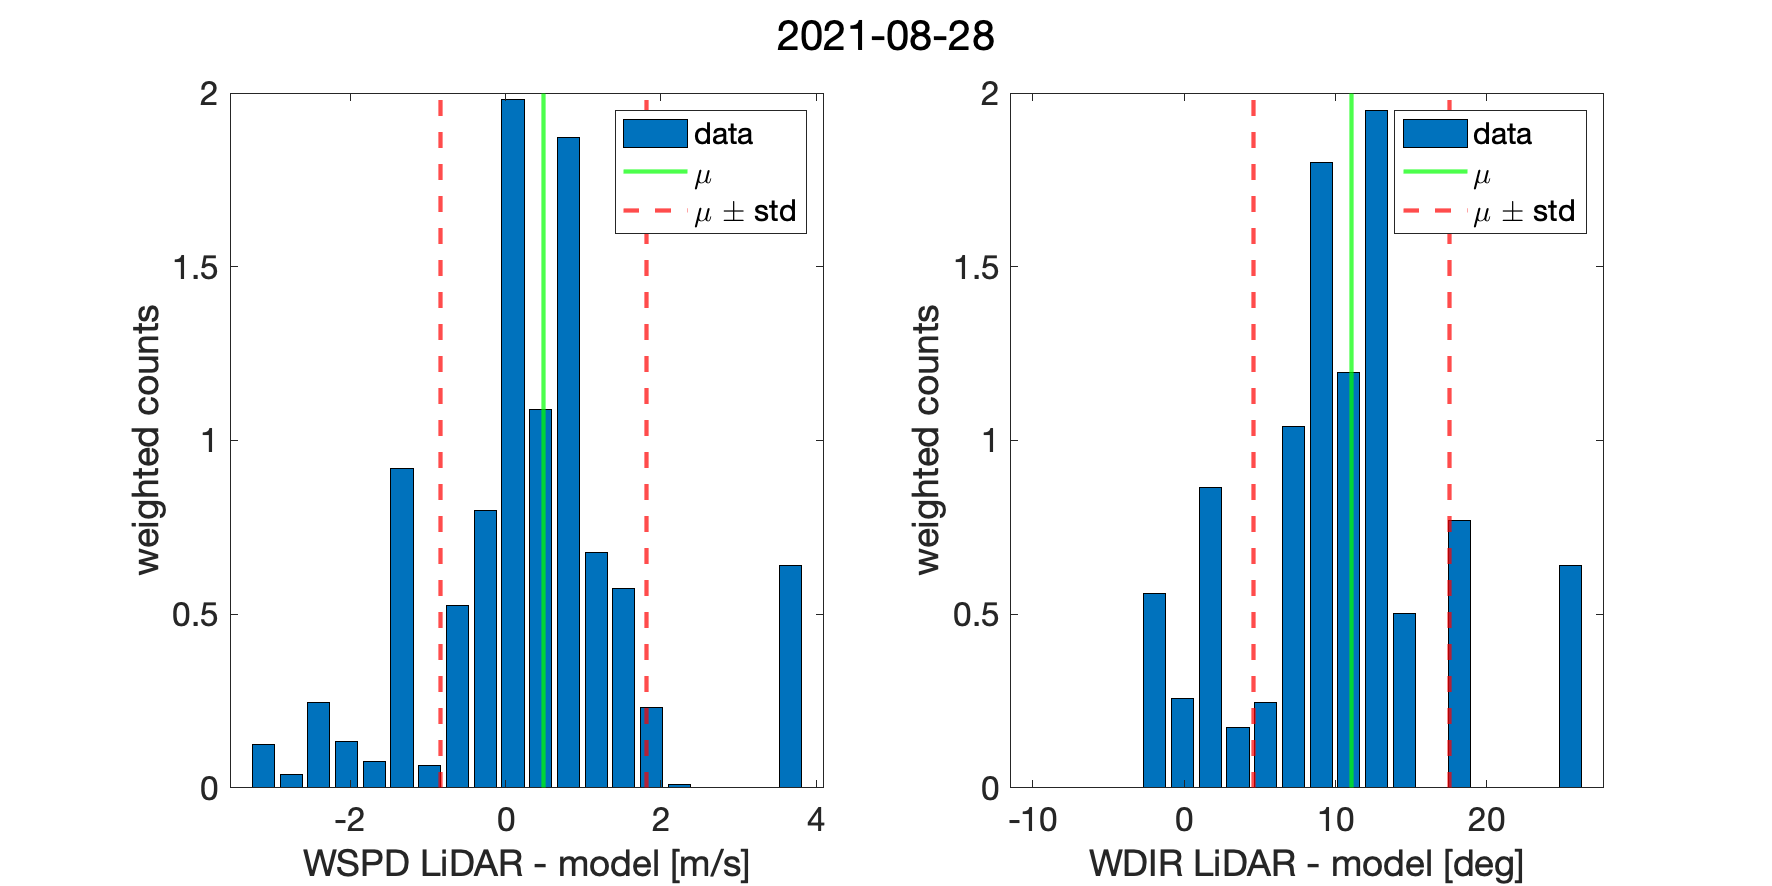 2021-08-28
2
1.5
1
0.5
0
weighted counts
-2
0
2
4
WSPD LiDAR - model [m/s]
data
μ
μ ± std
2
1.5
1
0.5
0
weighted counts
-10
0
10
20
WDIR LiDAR - model [deg]
data
μ
μ ± std